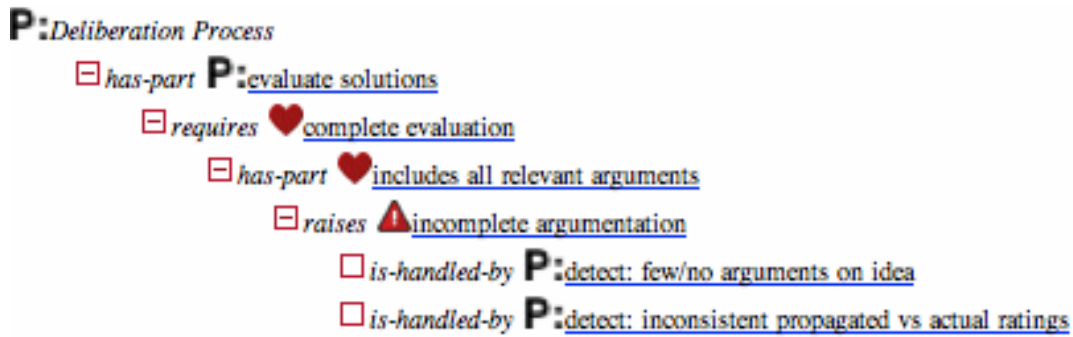 P:Deliberation Process
has-part P:evaluate solutions
requires complete evaluation
has-part includes all relevant arguments
raises incomplete argumentation
is-handled-by P:detect: few/no arguments on idea
is-handled-by P:detect: inconsistent propagated vs actual ratings